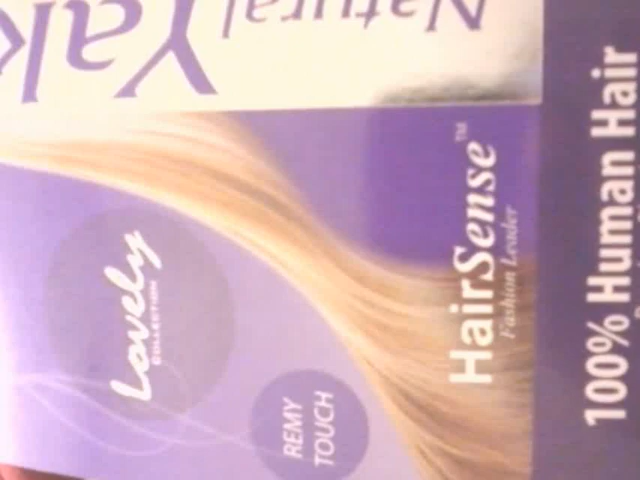 Natural
Yak
HairSense™
Fashion Leader
Lovely
COLLECTION
REMY
TOUCH
100% Human Hair